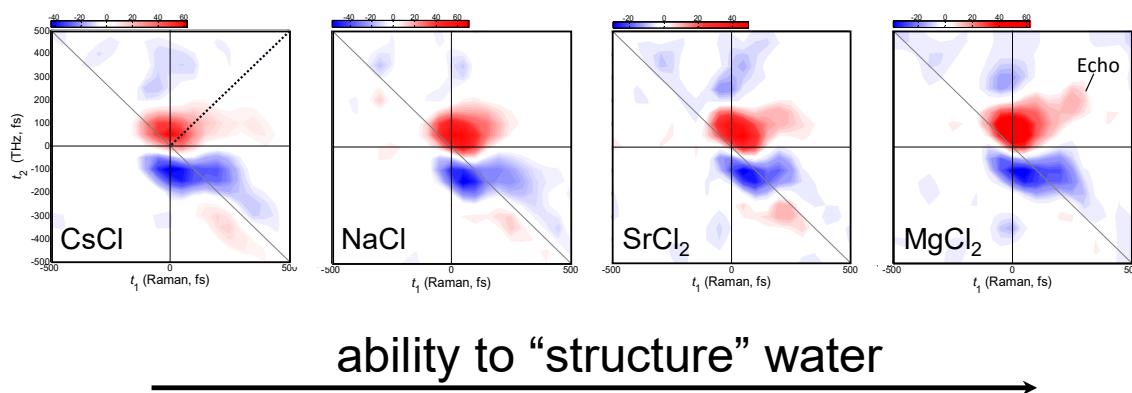 -40 -20 0 20 40 60
-40 -20 0 20 40 60
-20 0 20 40
-20 0 20 40 60
500
400
300
200
100
0
-100
-200
-300
-400
-500
t₂ (THz, fs)
CsCl
NaCl
SrCl₂
MgCl₂
Echo
-500 0 500
t₁ (Raman, fs)
-500 0 500
t₁ (Raman, fs)
-500 0 500
t₁ (Raman, fs)
-500 0 500
t₁ (Raman, fs)
ability to “structure” water